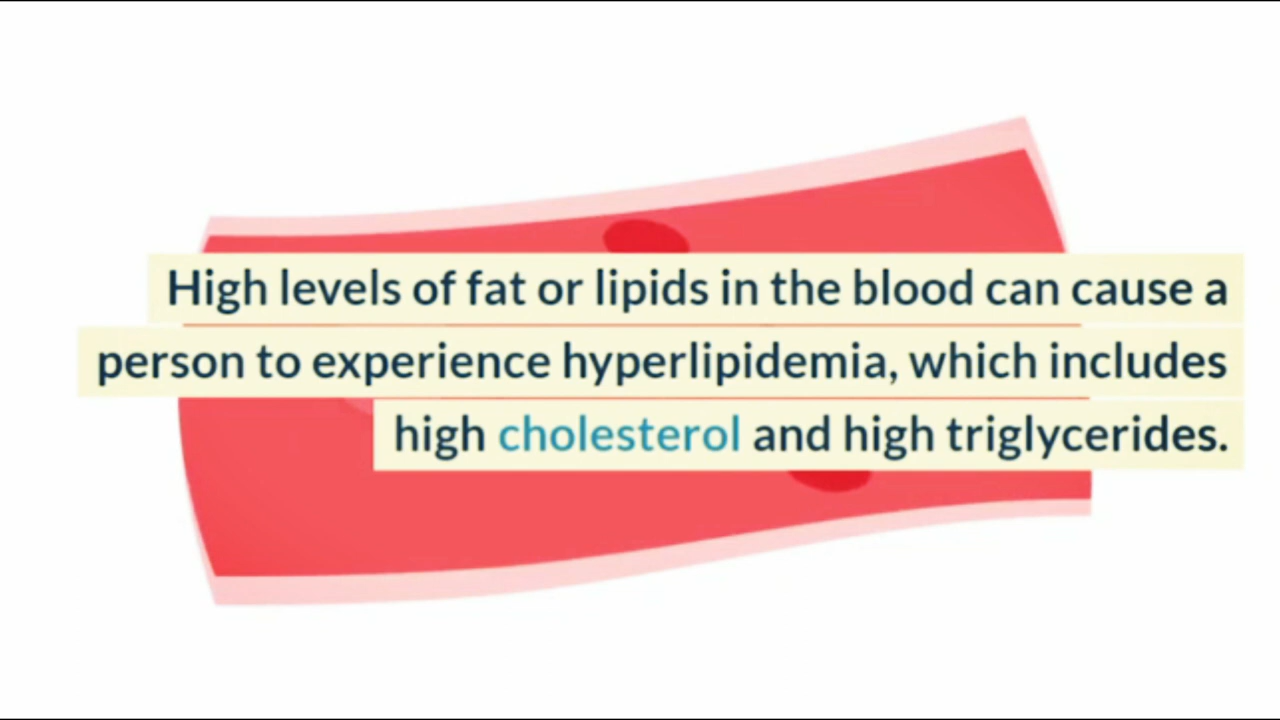 High levels of fat or lipids in the blood can cause a
person to experience hyperlipidemia, which includes
high cholesterol and high triglycerides.